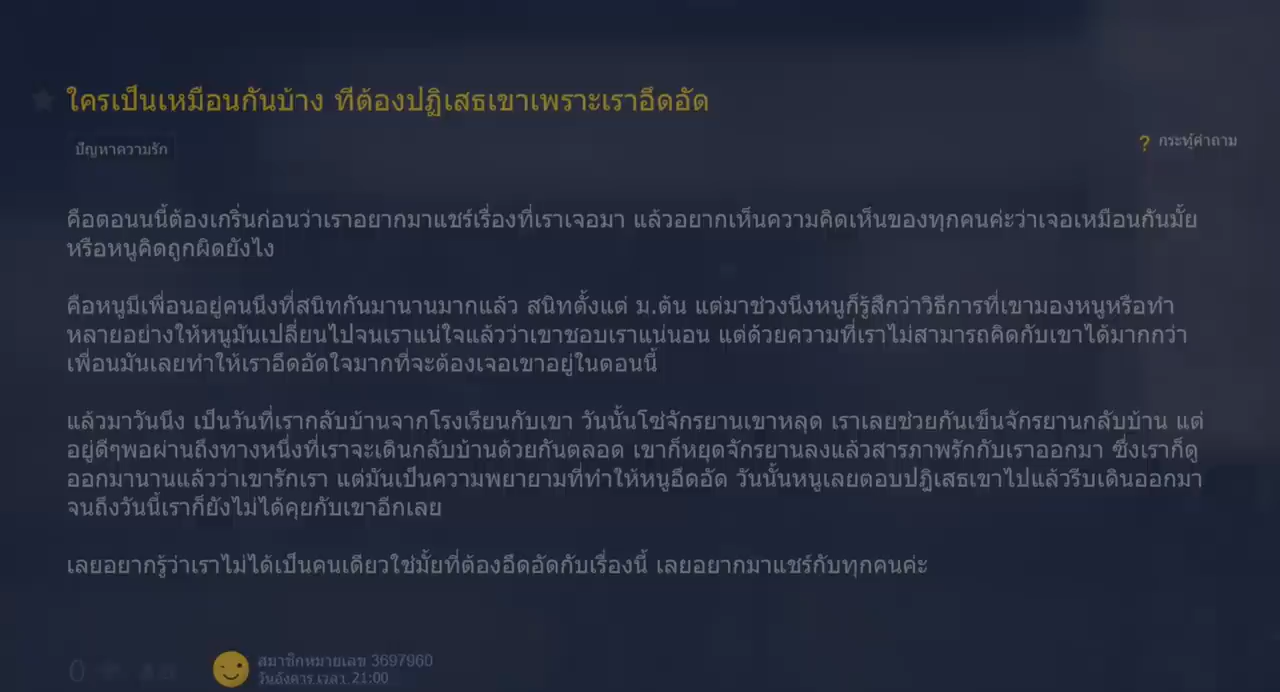 ใครเป็นเหมือนกันบ้าง ที่ต้องปฏิเสธเขาเพราะเราอึดอัด
ปัญหาความรัก
? กระทู้คำถาม
คือตอนนนี้ต้องเกริ่นก่อนว่าเราอยากมาแชร์เรื่องที่เราเจอมา แล้วอยากเห็นความคิดเห็นของทุกคนค่ะว่าเจอเหมือนกันมั้ย
หรือหนูคิดถูกผิดยังไง
คือหนูมีเพื่อนอยู่คนนึงที่สนิทกันมานานมากแล้ว สนิทตั้งแต่ ม.ต้น แต่มาช่วงนึงหนูก็รู้สึกว่าวิธีการที่เขามองหนูหรือทำ
หลายอย่างให้หนูมันเปลี่ยนไปจนเราแน่ใจแล้วว่าเขาชอบเราแน่นอน แต่ด้วยความที่เราไม่สามารถคิดกับเขาได้มากกว่า
เพื่อนมันเลยทำให้เราอึดอัดใจมากที่จะต้องเจอเขาอยู่ในตอนนี้
แล้วมาวันนึง เป็นวันที่เรากลับบ้านจากโรงเรียนกับเขา วันนั้นโซ่จักรยานเขาหลุด เราเลยช่วยกันเข็นจักรยานกลับบ้าน แต่
อยู่ดีๆพอผ่านถึงทางหนึ่งที่เราจะเดินกลับบ้านด้วยกันตลอด เขาก็หยุดจักรยานลงแล้วสารภาพรักกับเราออกมา ซึ่งเราก็ดู
ออกมานานแล้วว่าเขารักเรา แต่มันเป็นความพยายามที่ทำให้หนูอึดอัด วันนั้นหนูเลยตอบปฏิเสธเขาไปแล้วรีบเดินออกมา
จนถึงวันนี้เราก็ยังไม่ได้คุยกับเขาอีกเลย
เลยอยากรู้ว่าเราไม่ได้เป็นคนเดียวใช่มั้ยที่ต้องอึดอัดกับเรื่องนี้ เลยอยากมาแชร์กับทุกคนค่ะ
0
สมาชิกหมายเลข 3697960
วันอังคาร เวลา 21:00